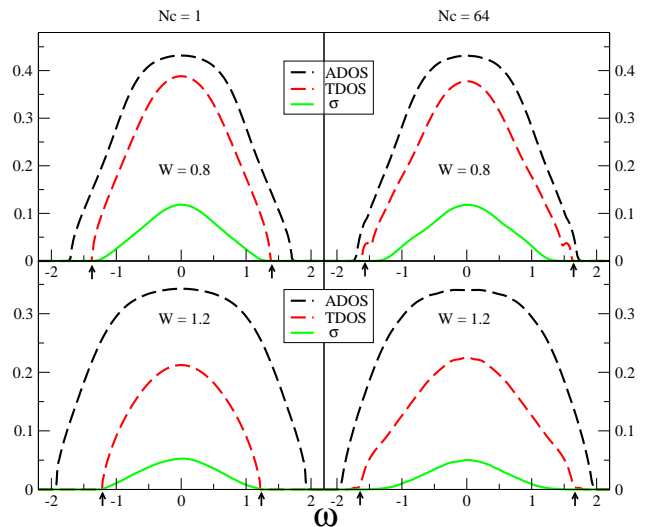 Nc = 1
Nc = 64
0.4
0.3
0.2
0.1
0
ADOS
TDOS
σ
W = 0.8
W = 0.8
0.4
0.3
0.2
0.1
0
-2 -1 0 1 2
-2 -1 0 1 2
0.3
0.2
0.1
0
ADOS
TDOS
σ
W = 1.2
W = 1.2
0.3
0.2
0.1
0
-2 -1 0 1 2
-2 -1 0 1 2
ω